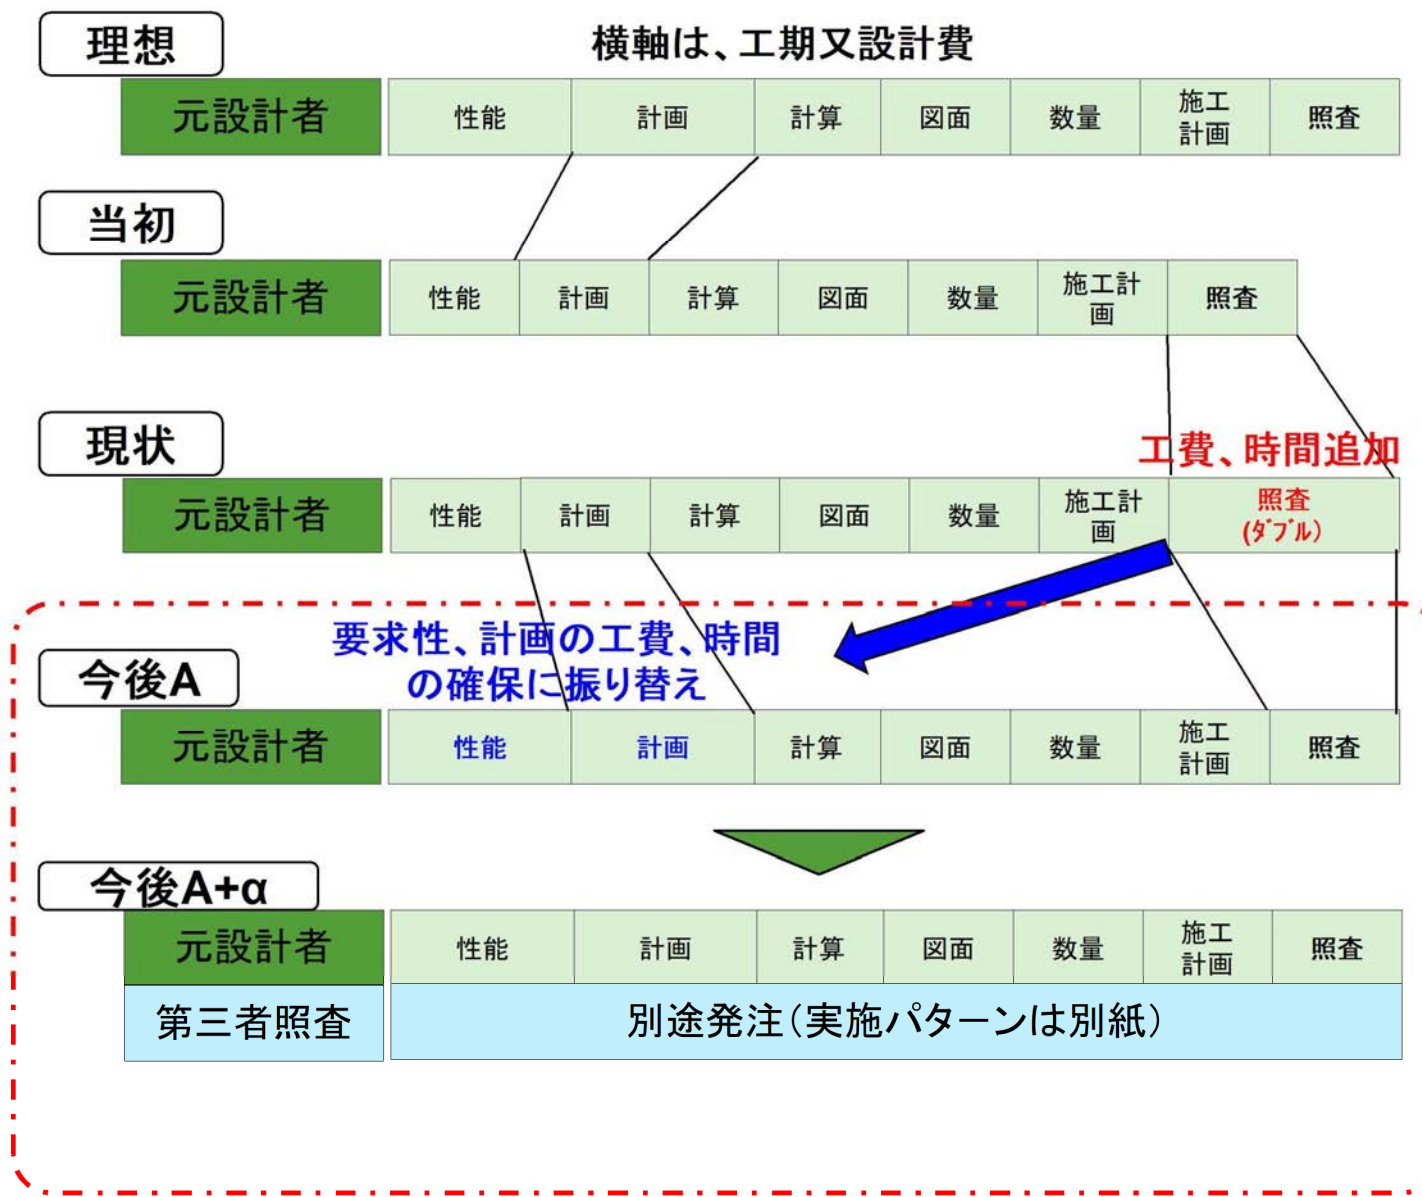 理想
横軸は、工期又設計費
元設計者
性能
計画
計算
図面
数量
施工
計画
照査
当初
元設計者
性能
計画
計算
図面
数量
施工計
画
照査
現状
工費、時間追加
元設計者
性能
計画
計算
図面
数量
施工計
画
照査
(ﾀﾞﾌﾞﾙ)
要求性、計画の工費、時間
の確保に振り替え
今後A
元設計者
性能
計画
計算
図面
数量
施工
計画
照査
今後A+α
元設計者
性能
計画
計算
図面
数量
施工
計画
照査
第三者照査
別途発注(実施パターンは別紙)